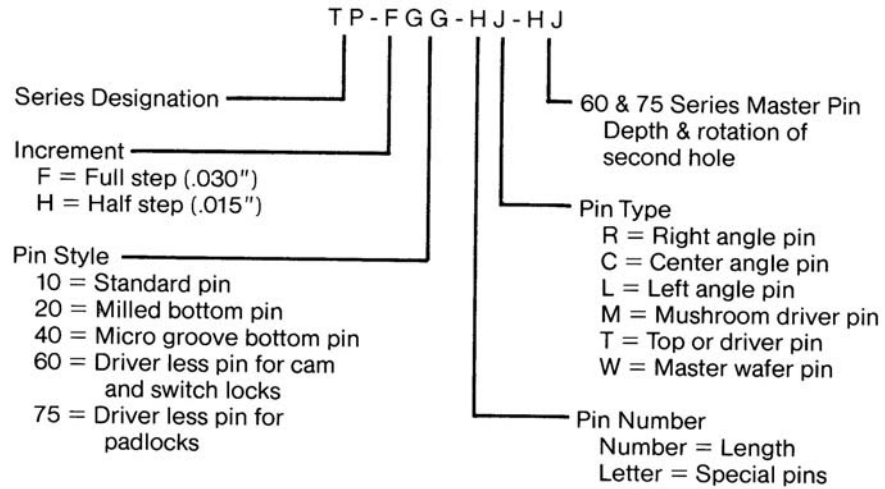 TP-FGG-HJ-HJ
Series Designation
Increment
F = Full step (.030")
H = Half step (.015")
Pin Style
10 = Standard pin
20 = Milled bottom pin
40 = Micro groove bottom pin
60 = Driver less pin for cam
and switch locks
75 = Driver less pin for
padlocks
60 & 75 Series Master Pin
Depth & rotation of
second hole
Pin Type
R = Right angle pin
C = Center angle pin
L = Left angle pin
M = Mushroom driver pin
T = Top or driver pin
W = Master wafer pin
Pin Number
Number = Length
Letter = Special pins